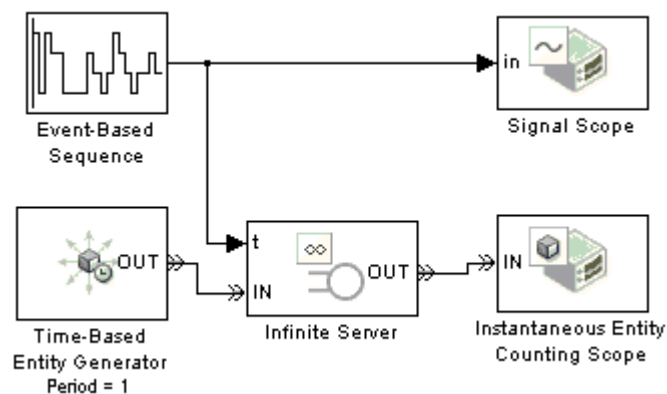 in
Event-Based
Sequence
Signal Scope
t
OUT
∞
IN
OUT
IN
Time-Based
Entity Generator
Period = 1
Infinite Server
Instantaneous Entity
Counting Scope